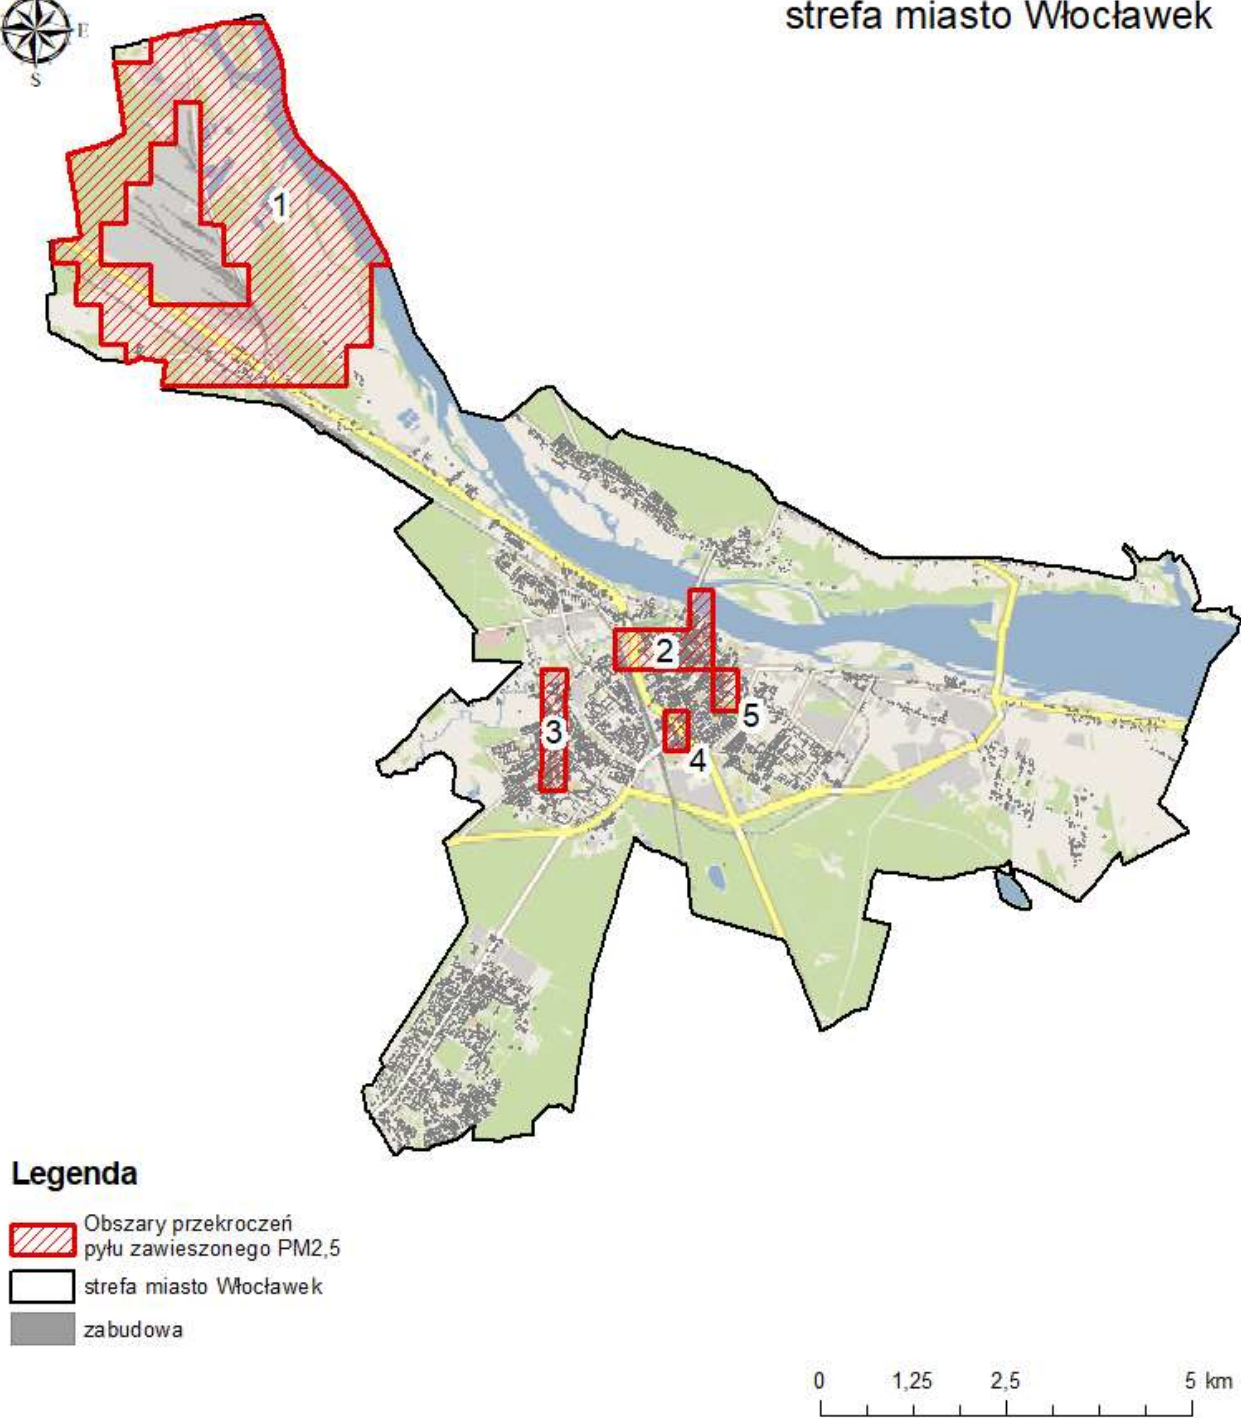 strefa miasto Włocławek
E
S
1
2
3
5
4
Legenda
Obszary przekroczeń
pyłu zawieszonego PM2,5
strefa miasto Włocławek
zabudowa
0 1,25 2,5 5 km